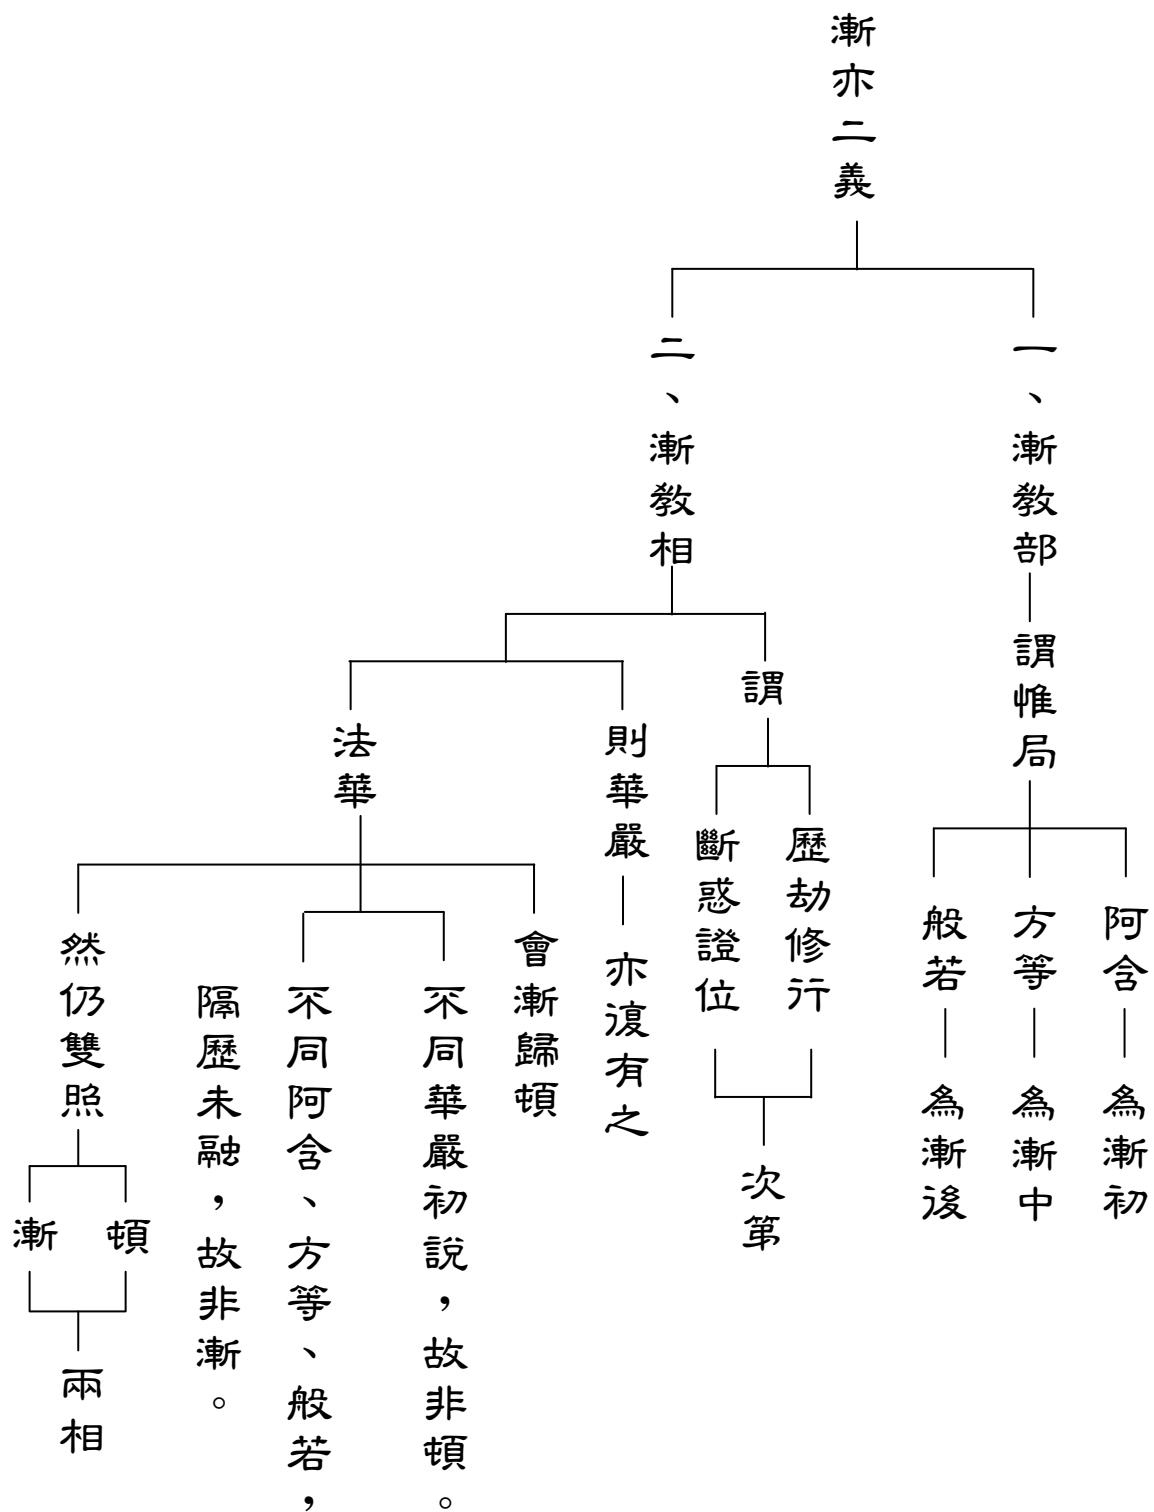 漸亦二義
一、漸教部
謂惟局
阿含
為漸初
方等
為漸中
般若
為漸後
二、漸教相
謂
歷劫修行
斷惑證位
次第
則華嚴
亦復有之
法華
會漸歸頓
不同華嚴初說，故非頓。
不同阿含、方等、般若，
隔歷未融，故非漸。
然仍雙照
頓
漸
兩相